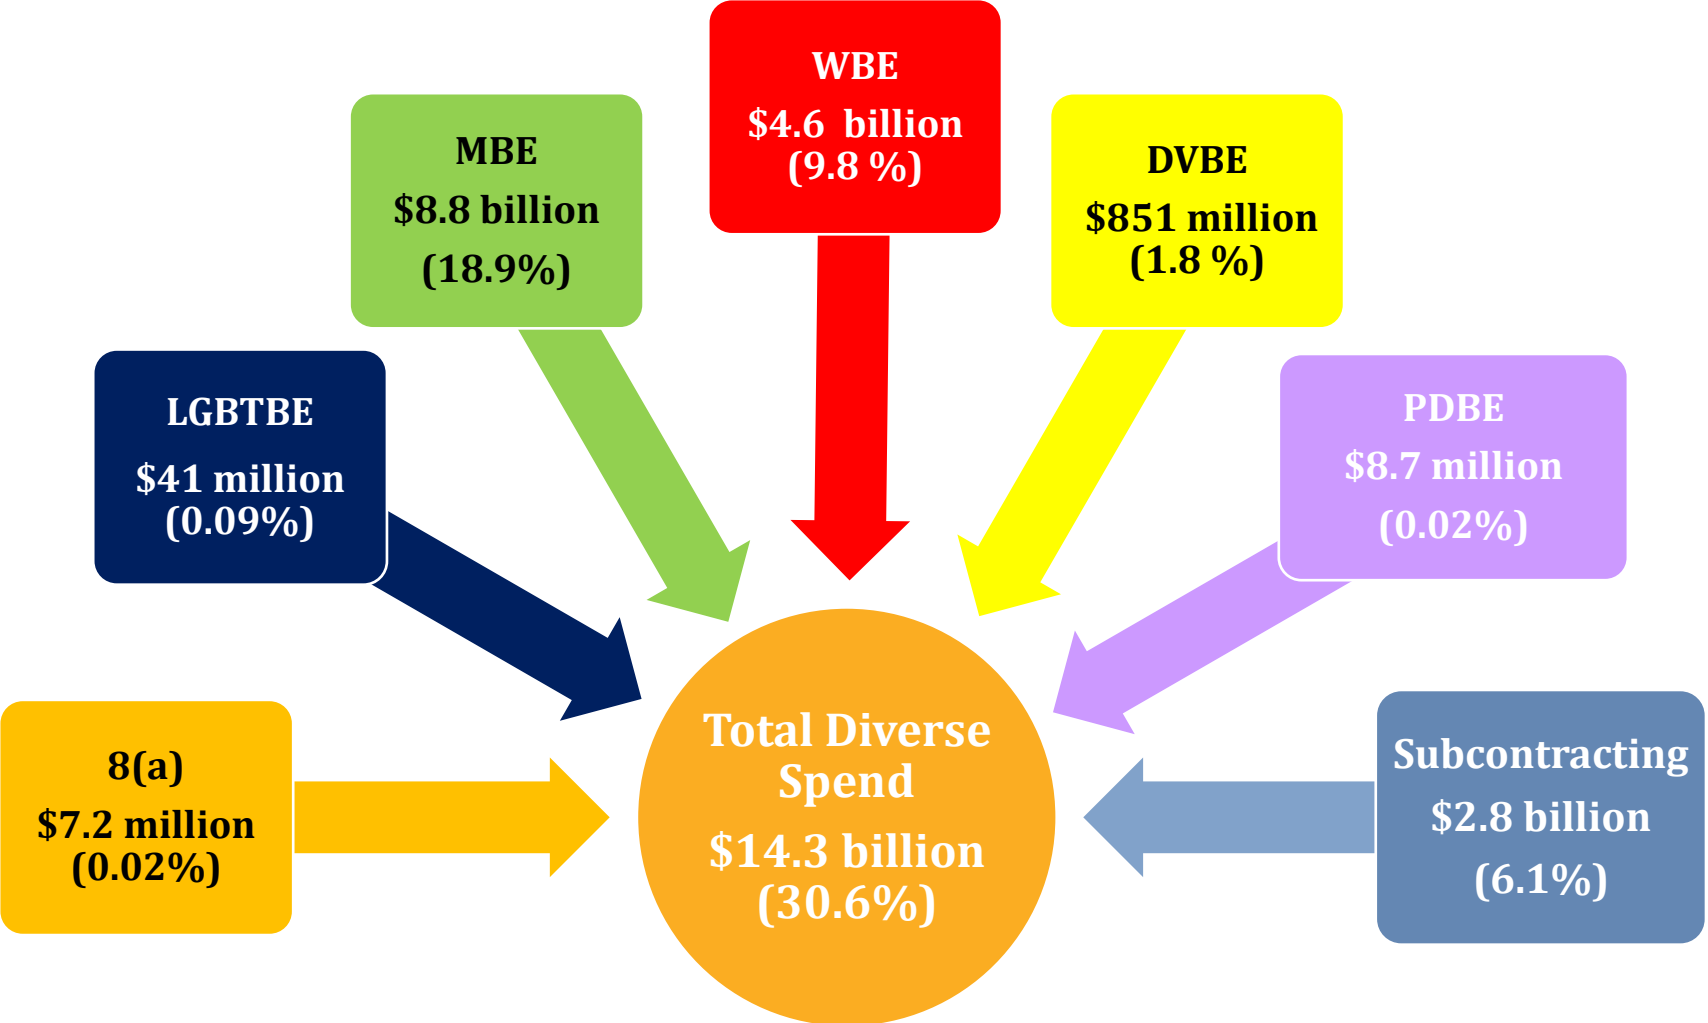 WBE
$4.6 billion
(9.8 %)
MBE
$8.8 billion
(18.9%)
DVBE
$851 million
(1.8 %)
LGBTBE
$41 million
(0.09%)
PDBE
$8.7 million
(0.02%)
8(a)
$7.2 million
(0.02%)
Total Diverse
Spend
$14.3 billion
(30.6%)
Subcontracting
$2.8 billion
(6.1%)